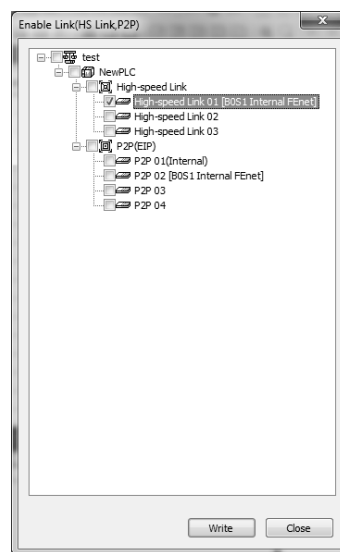 Enable Link(HS Link,P2P)
test
NewPLC
High-speed Link
High-speed Link 01 [B0S1 Internal FEnet]
High-speed Link 02
High-speed Link 03
P2P(EIP)
P2P 01(Internal)
P2P 02 [B0S1 Internal FEnet]
P2P 03
P2P 04
Write Close